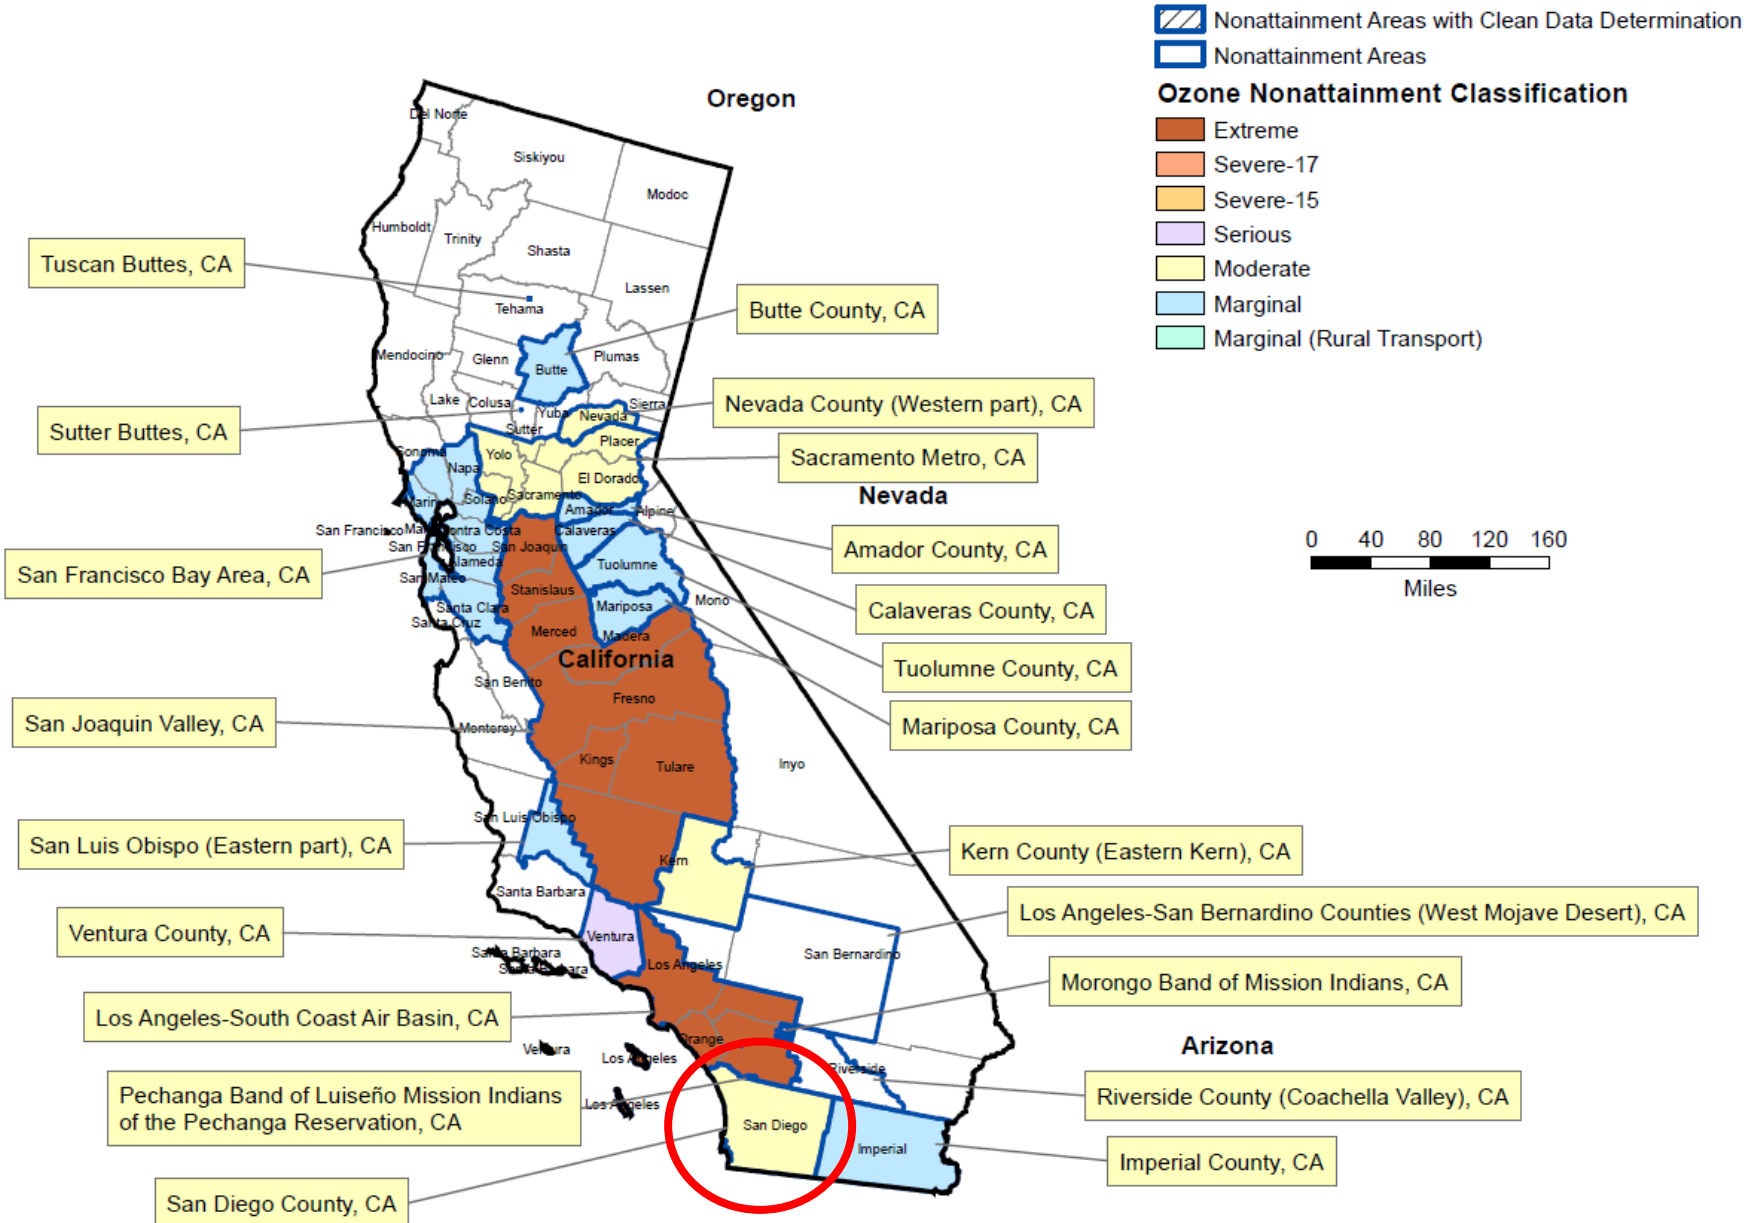 Nonattainment Areas with Clean Data Determination
Nonattainment Areas
Ozone Nonattainment Classification
Extreme
Severe-17
Severe-15
Serious
Moderate
Marginal
Marginal (Rural Transport)
Oregon
Del Norte
Siskiyou
Modoc
Humboldt
Trinity
Shasta
Lassen
Tuscan Buttes, CA
Tehama
Butte County, CA
Mendocino
Glenn
Butte
Plumas
Lake
Colusa
Yuba
Nevada
Sierra
Nevada County (Western part), CA
Sutter Buttes, CA
Sutter
Placer
Sonoma
Napa
Yolo
Sacramento Metro, CA
El Dorado
Nevada
Marin
Solano
Sacramento
Amador
Alpine
San Francisco
Contra Costa
Calaveras
San Francisco
San Joaquin
Amador County, CA
0 40 80 120 160
Miles
San Francisco Bay Area, CA
Alameda
Tuolumne
San Mateo
Stanislaus
Santa Clara
Mariposa
Mono
Calaveras County, CA
Santa Cruz
Merced
Madera
California
Tuolumne County, CA
San Benito
Fresno
San Joaquin Valley, CA
Monterey
Mariposa County, CA
Kings
Tulare
Inyo
San Luis Obispo
San Luis Obispo (Eastern part), CA
Kern
Kern County (Eastern Kern), CA
Santa Barbara
Los Angeles-San Bernardino Counties (West Mojave Desert), CA
Ventura County, CA
Ventura
Santa Barbara
Santa Barbara
Los Angeles
San Bernardino
Morongo Band of Mission Indians, CA
Los Angeles-South Coast Air Basin, CA
Orange
Arizona
Ventura
Los Angeles
Riverside
Pechanga Band of Luiseño Mission Indians
of the Pechanga Reservation, CA
Los Angeles
Riverside County (Coachella Valley), CA
San Diego
Imperial
Imperial County, CA
San Diego County, CA